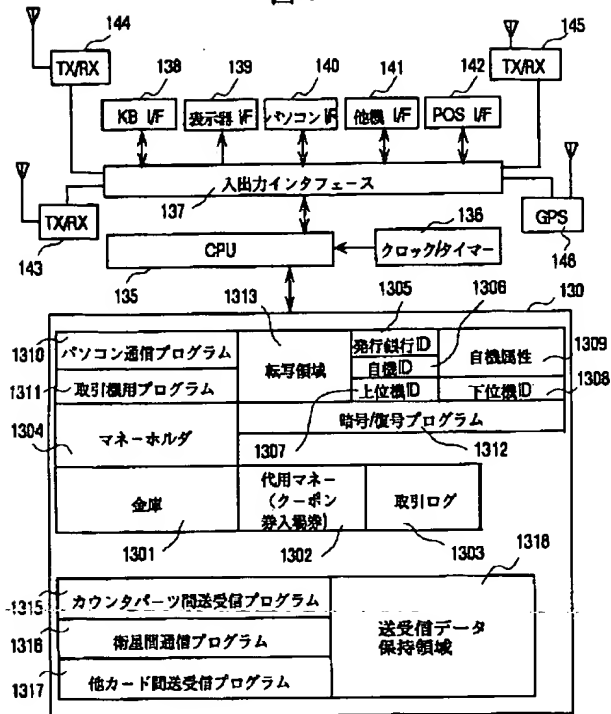 144
145
TX/RX
138
139
140
141
142
TX/RX
KB I/F
表示器 I/F
パソコン I/F
他機 I/F
POS I/F
入出力インタフェース
137
TX/RX
143
136
GPS
146
CPU
クロック/タイマー
135
1313
1305
1306
130
1310
パソコン通信プログラム
転写領域
発行銀行ID
自機属性
1309
自機ID
1311
取引機用プログラム
上位機ID
下位機ID
1308
1304
マネーホルダ
1307
暗号/復号プログラム
1312
金庫
代用マネー
(クーポン
券入場券)
取引ログ
1301
1302
1303
1318
1315
カウンタパーツ間送受信プログラム
送受信データ
保持領域
1316
衛星間通信プログラム
1317
他カード間送受信プログラム